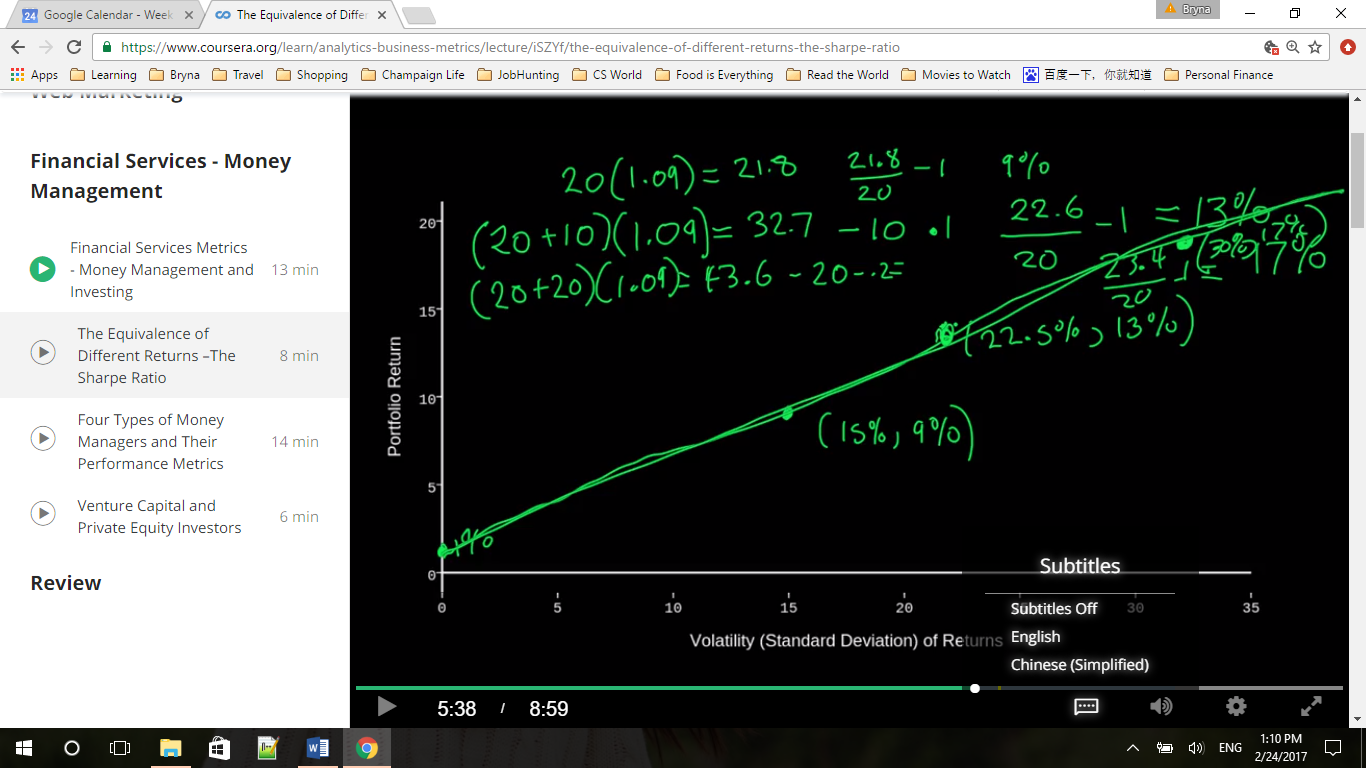 24 Google Calendar - Week
The Equivalence of Differ
Bryna
https://www.coursera.org/learn/analytics-business-metrics/lecture/iSZYf/the-equivalence-of-different-returns-the-sharpe-ratio
Apps Learning Bryna Travel Shopping Champaign Life JobHunting CS World Food is Everything Read the World Movies to Watch 百度一下，你就知道 Personal Finance
Web Marketing
Financial Services - Money
Management
Financial Services Metrics
- Money Management and 13 min
Investing
The Equivalence of
Different Returns –The 8 min
Sharpe Ratio
Four Types of Money
Managers and Their 14 min
Performance Metrics
Venture Capital and
Private Equity Investors 6 min
Review
20(1.09) = 21.8 21.8/20 - 1 9%
(20+10)(1.09) = 32.7 - 10 • .1 22.6/20 - 1 = 13%
(20+20)(1.09) = 43.6 - 20 - .2 = 23.4/20 - 1 = 17%
(30%, 17%)
(22.5%, 13%)
(15%, 9%)
1%
20
15
10
5
0
Portfolio Return
0 5 10 15 20 30 35
Volatility (Standard Deviation) of Returns
Subtitles
Subtitles Off
English
Chinese (Simplified)
5:38 / 8:59
ENG
1:10 PM
2/24/2017